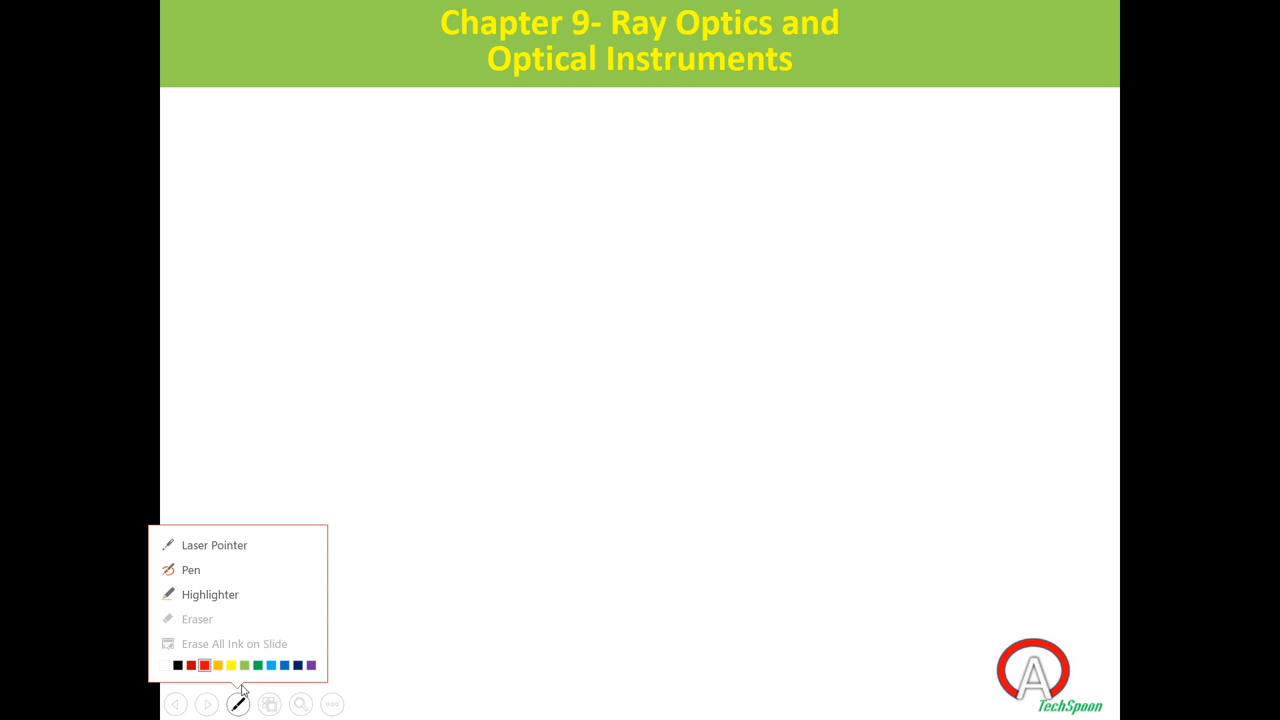 Chapter 9- Ray Optics and
Optical Instruments
Laser Pointer
Pen
Highlighter
Eraser
Erase All Ink on Slide
A
TechSpoon